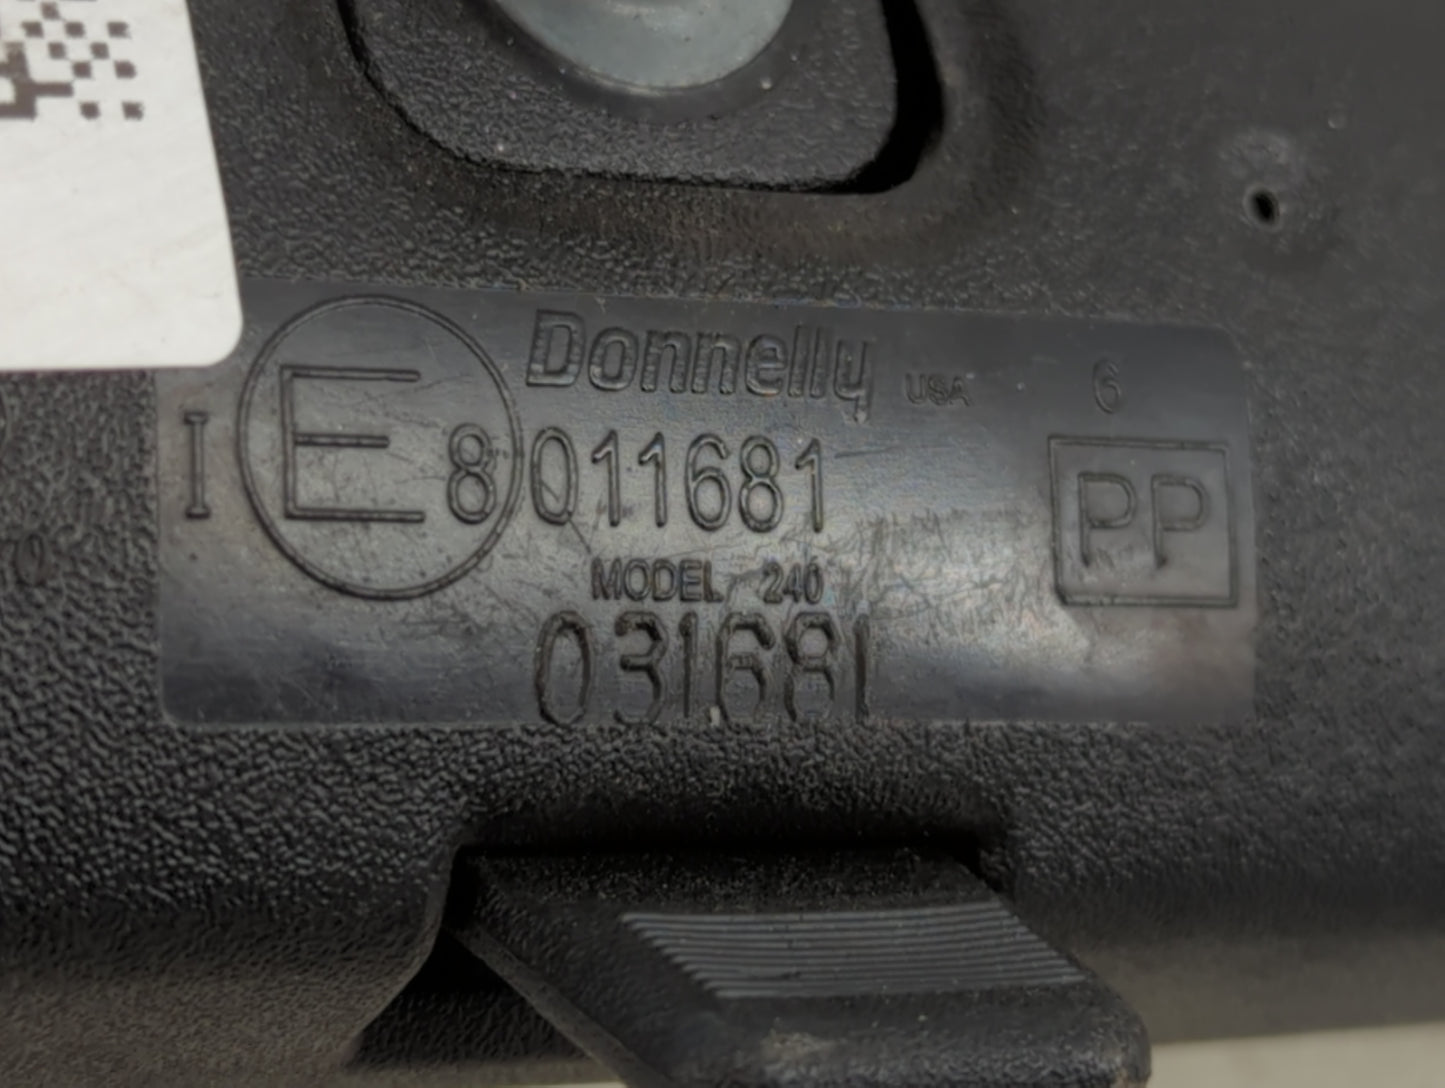 Donnelly USA 6
I E8 011681 PP
MODEL 240
031681